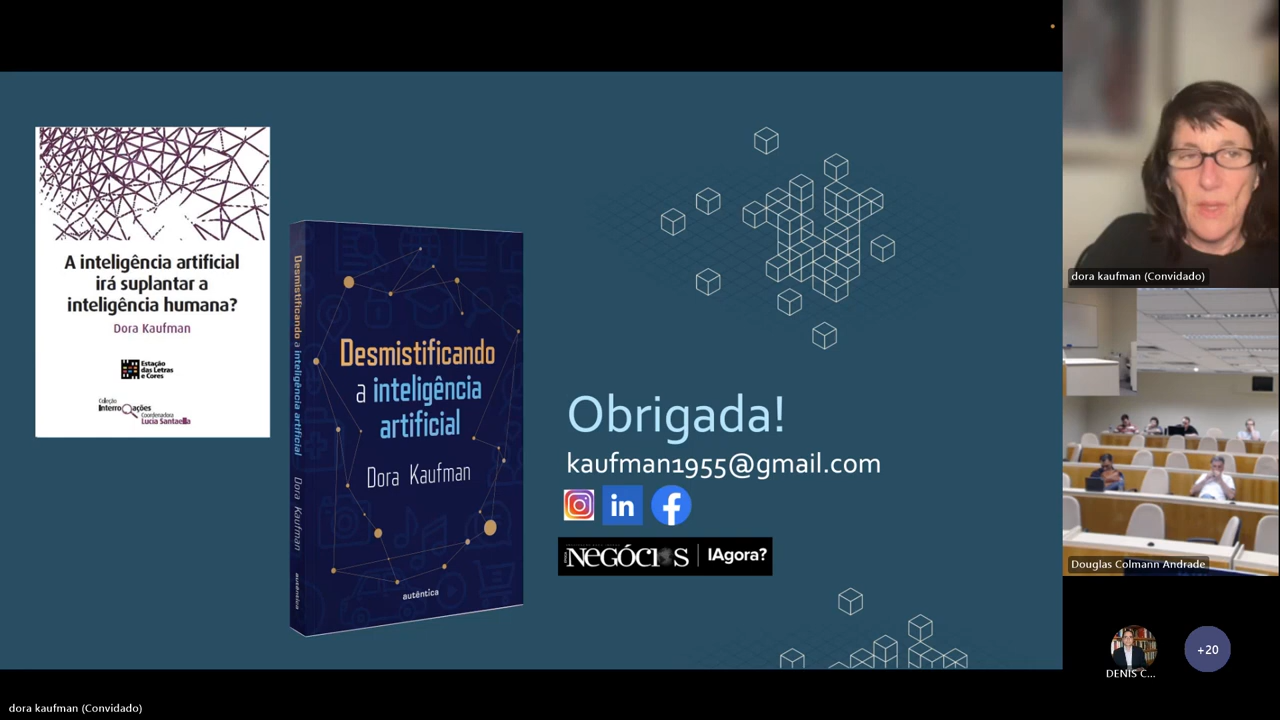 A inteligência artificial
irá suplantar a
inteligência humana?
Dora Kaufman
Estação
das Letras
e Cores
Coleção
Interrogações
Coordenadora
Lucia Santaella
Desmistificando a inteligência artificial Dora Kaufman autêntica
Desmistificando
a inteligência
artificial
Dora Kaufman
autêntica
Obrigada!
kaufman1955@gmail.com
in
NEGÓCIOS | IAgora?
dora kaufman (Convidado)
Douglas Colmann Andrade
DENIS C...
+20
dora kaufman (Convidado)